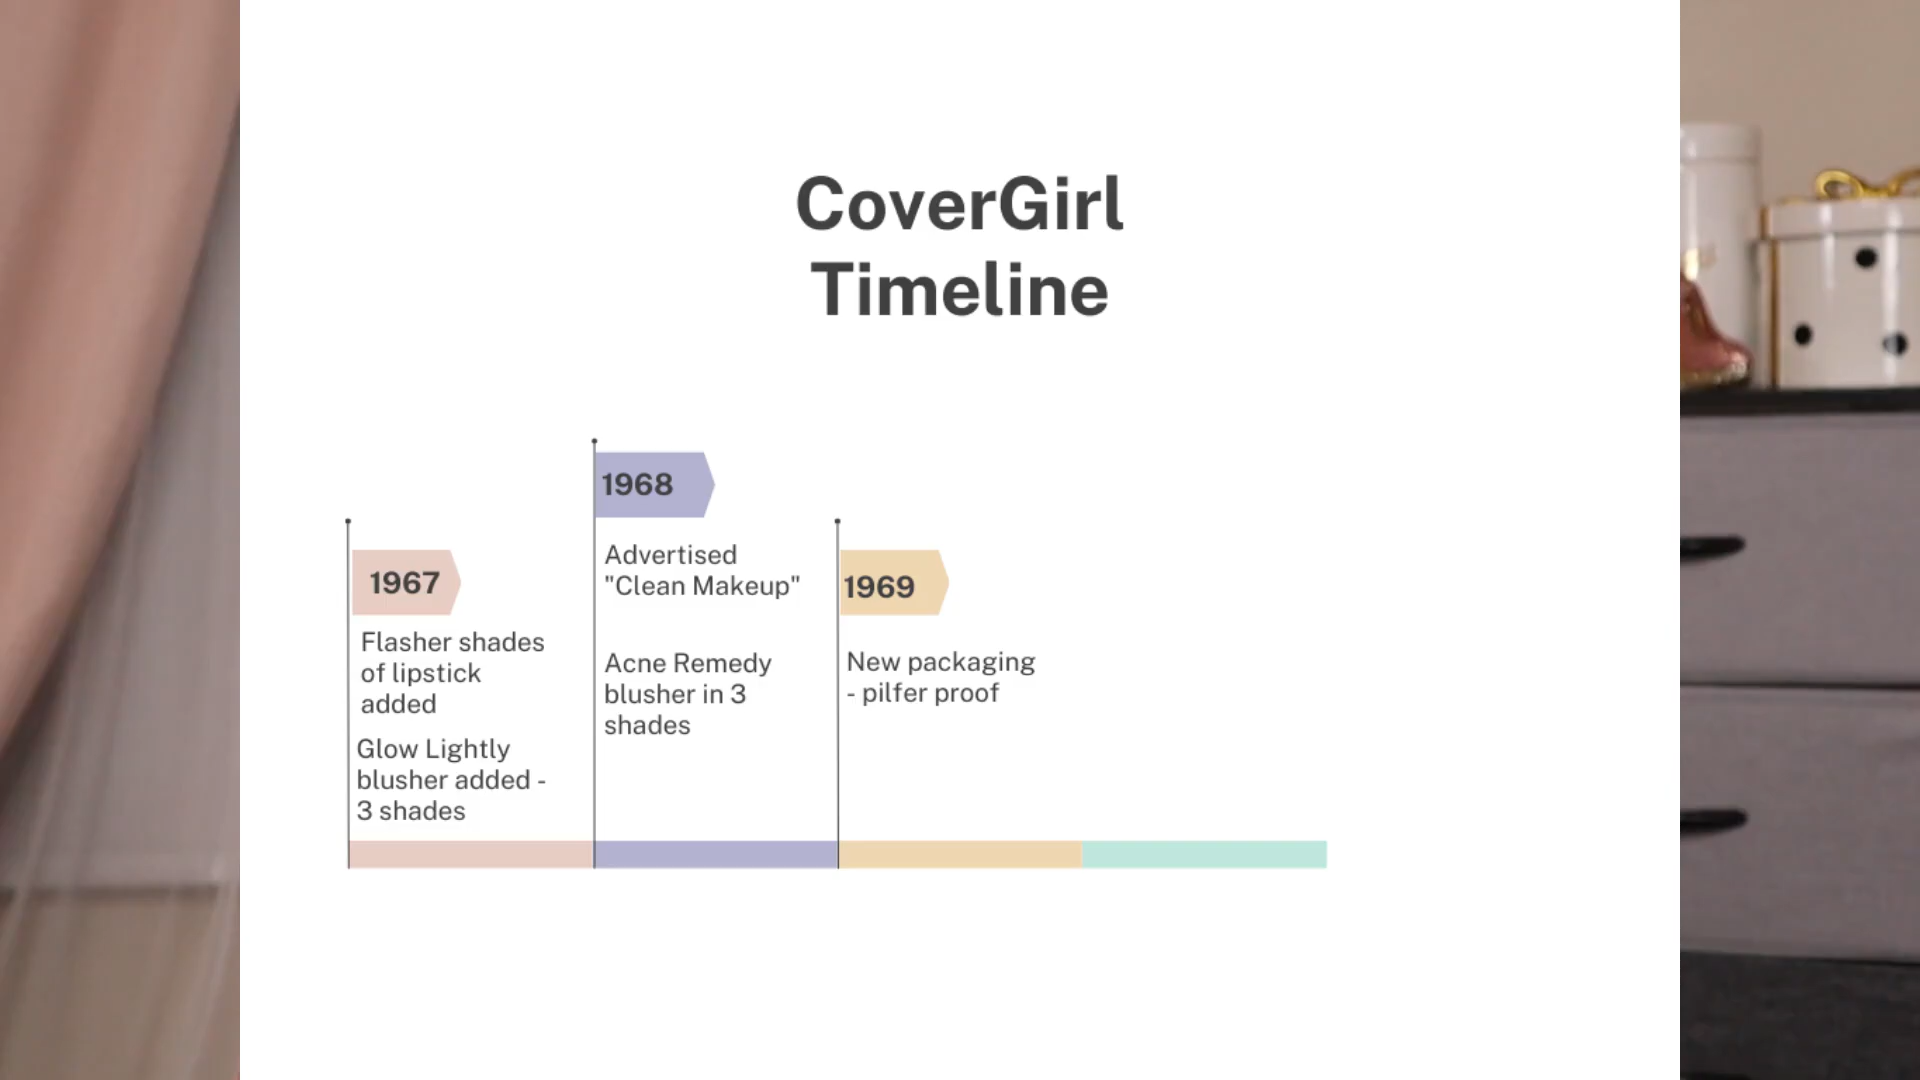 CoverGirl
Timeline
1967
Flasher shades
of lipstick
added
Glow Lightly
blusher added -
3 shades
1968
Advertised
"Clean Makeup"
Acne Remedy
blusher in 3
shades
1969
New packaging
- pilfer proof